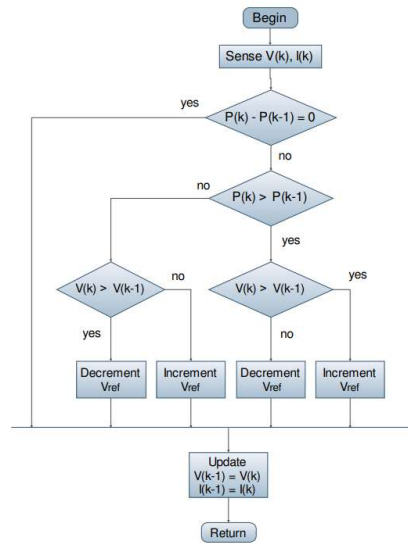 Begin
Sense V(k), I(k)
yes
P(k) - P(k-1) = 0
no
no
P(k) > P(k-1)
yes
V(k) > V(k-1)
no
V(k) > V(k-1)
yes
yes
no
Decrement
Vref
Increment
Vref
Decrement
Vref
Increment
Vref
Update
V(k-1) = V(k)
I(k-1) = I(k)
Return